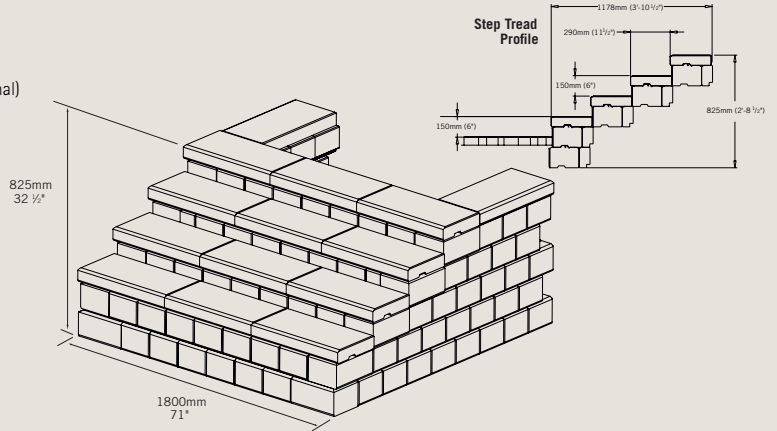 nal)
Step Tread
Profile
1178mm (3'-10 ½")
290mm (11½")
150mm (6")
825mm (2'-8 ½")
150mm (6")
825mm
32 ½"
1800mm
71"